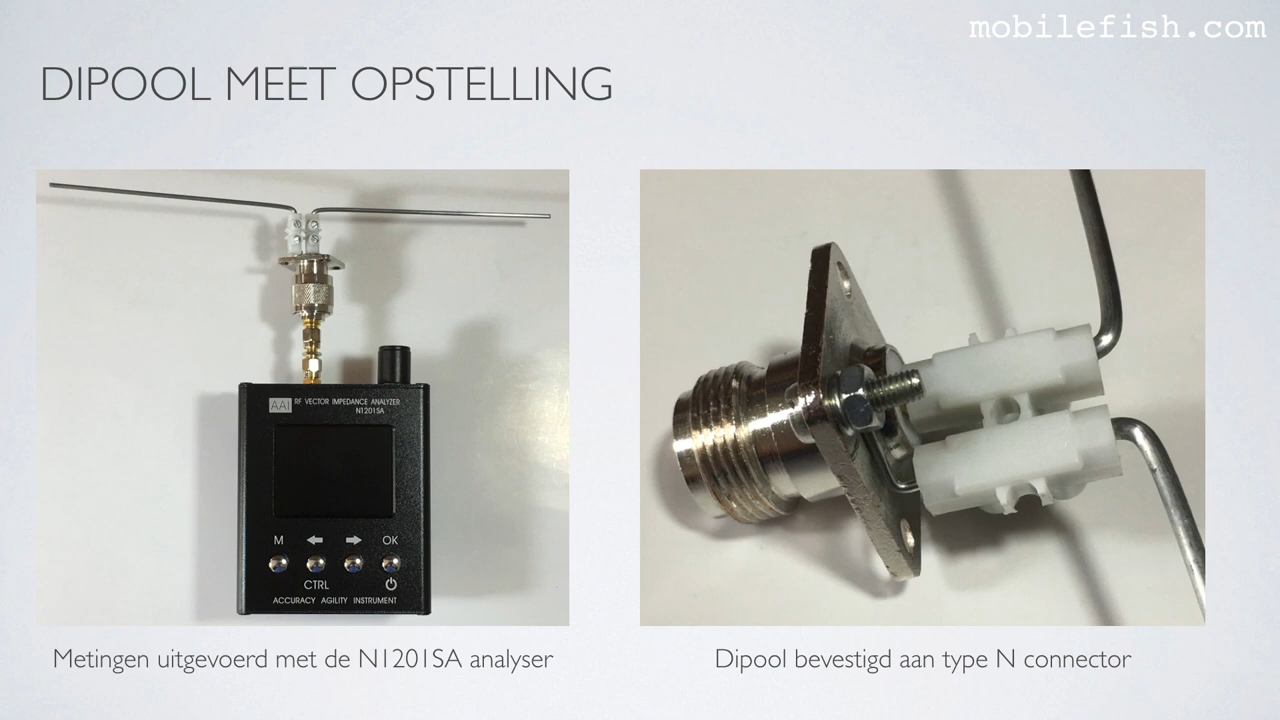 mobilefish.com
DIPOOL MEET OPSTELLING
AAI RF VECTOR IMPEDANCE ANALYZER
N1201SA
M OK
CTRL
ACCURACY AGILITY INSTRUMENT
Metingen uitgevoerd met de N1201SA analyser
Dipool bevestigd aan type N connector